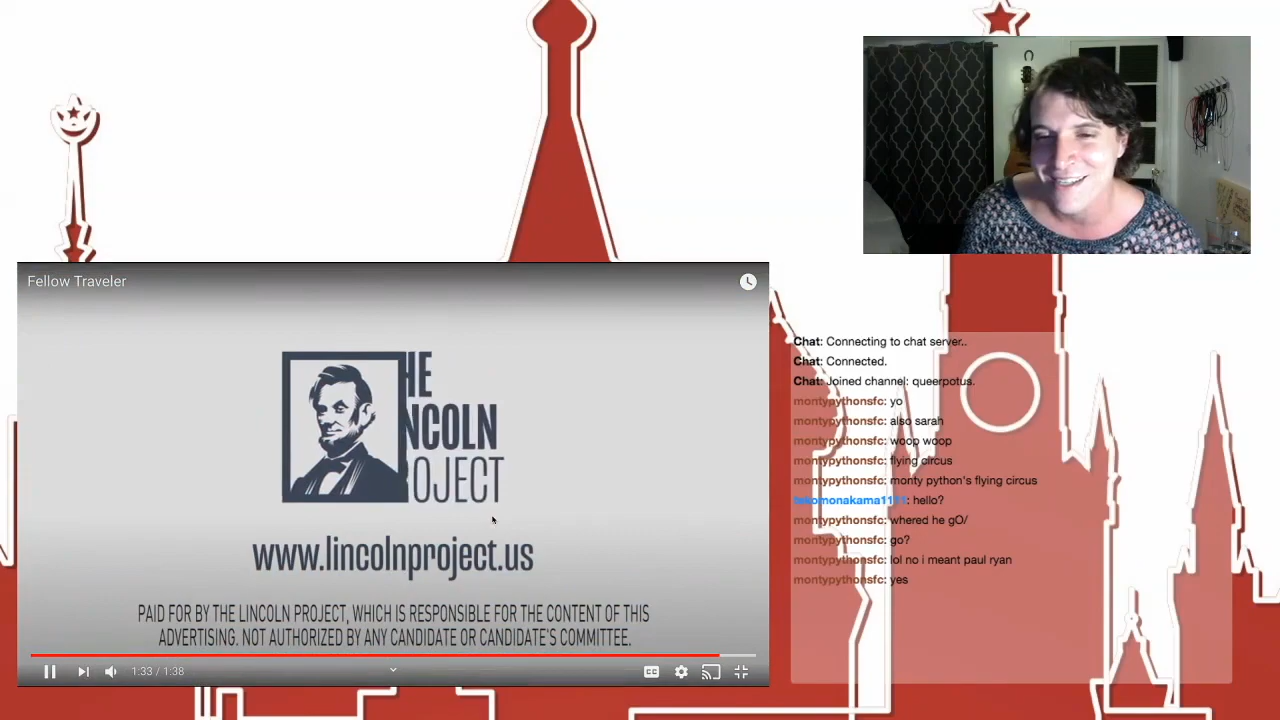 Fellow Traveler
HE
NCOLN
OJECT
www.lincolnproject.us
PAID FOR BY THE LINCOLN PROJECT, WHICH IS RESPONSIBLE FOR THE CONTENT OF THIS
ADVERTISING. NOT AUTHORIZED BY ANY CANDIDATE OR CANDIDATE'S COMMITTEE.
1:33 / 1:38
CC
Chat: Connecting to chat server..
Chat: Connected.
Chat: Joined channel: queerpotus.
montypythonsfc: yo
montypythonsfc: also sarah
montypythonsfc: woop woop
montypythonsfc: flying circus
montypythonsfc: monty python's flying circus
hello?
montypythonsfc: whered he gO/
montypythonsfc: go?
montypythonsfc: lol no i meant paul ryan
montypythonsfc: yes